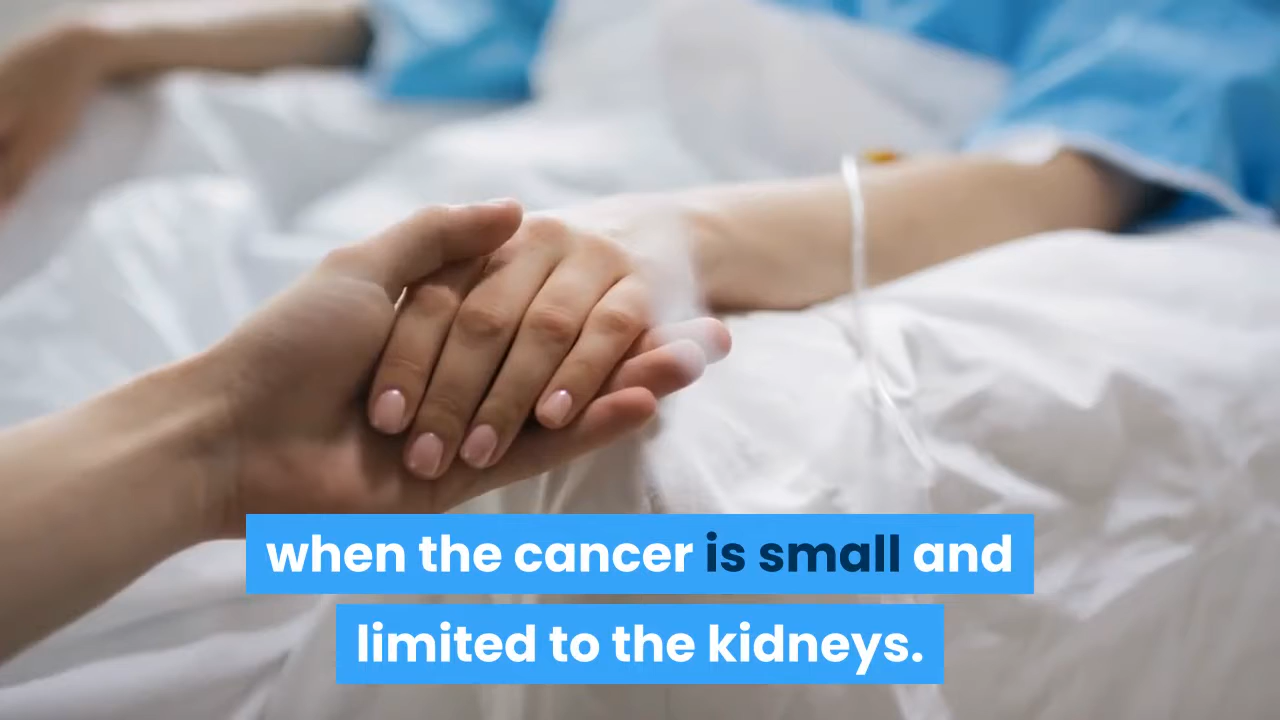 when the cancer is small and
limited to the kidneys.